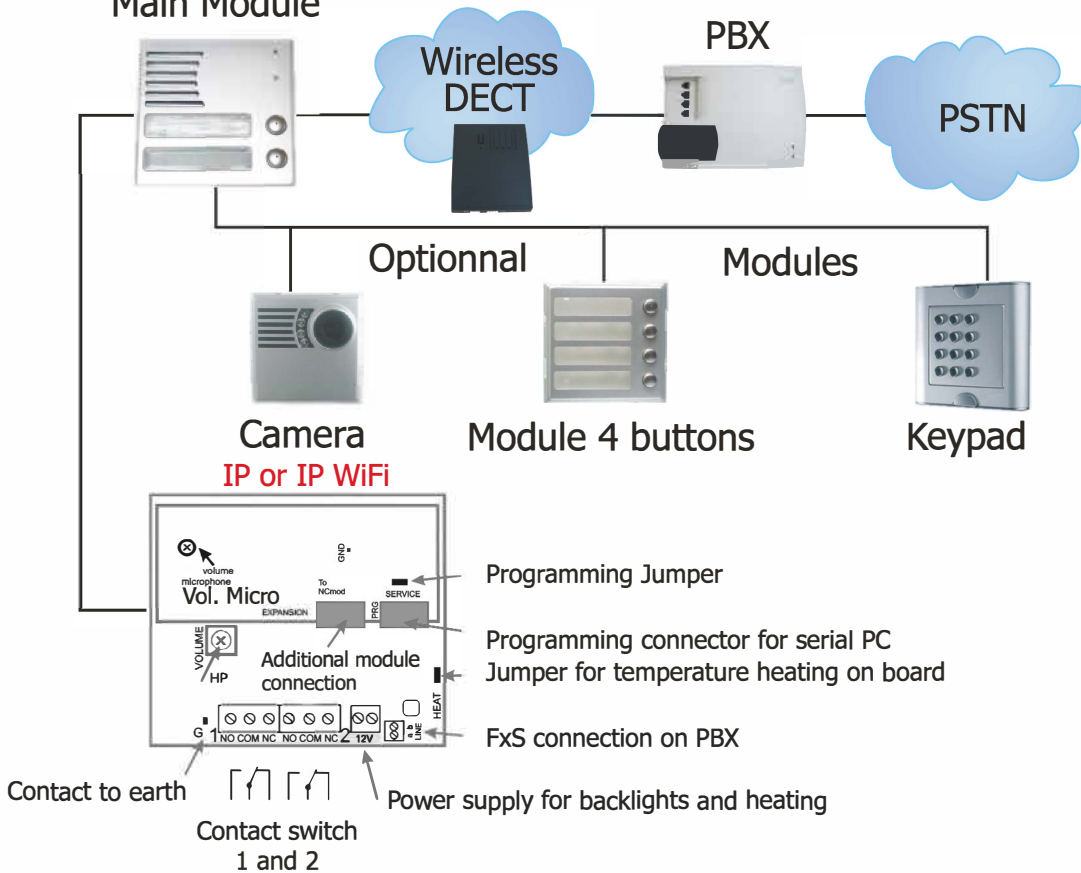 Main Module
Wireless
DECT
PBX
PSTN
Optionnal
Modules
Camera
IP or IP WiFi
Module 4 buttons
Keypad
volume
microphone
Vol. Micro
GND
To
NCmod
EXPANSION
PRG
SERVICE
VOLUME
HP
Additional module
connection
HEAT
G
1
NO COM NC
NO COM NC
2
12V
a b
LINE
Programming Jumper
Programming connector for serial PC
Jumper for temperature heating on board
FxS connection on PBX
Contact to earth
Power supply for backlights and heating
Contact switch
1 and 2